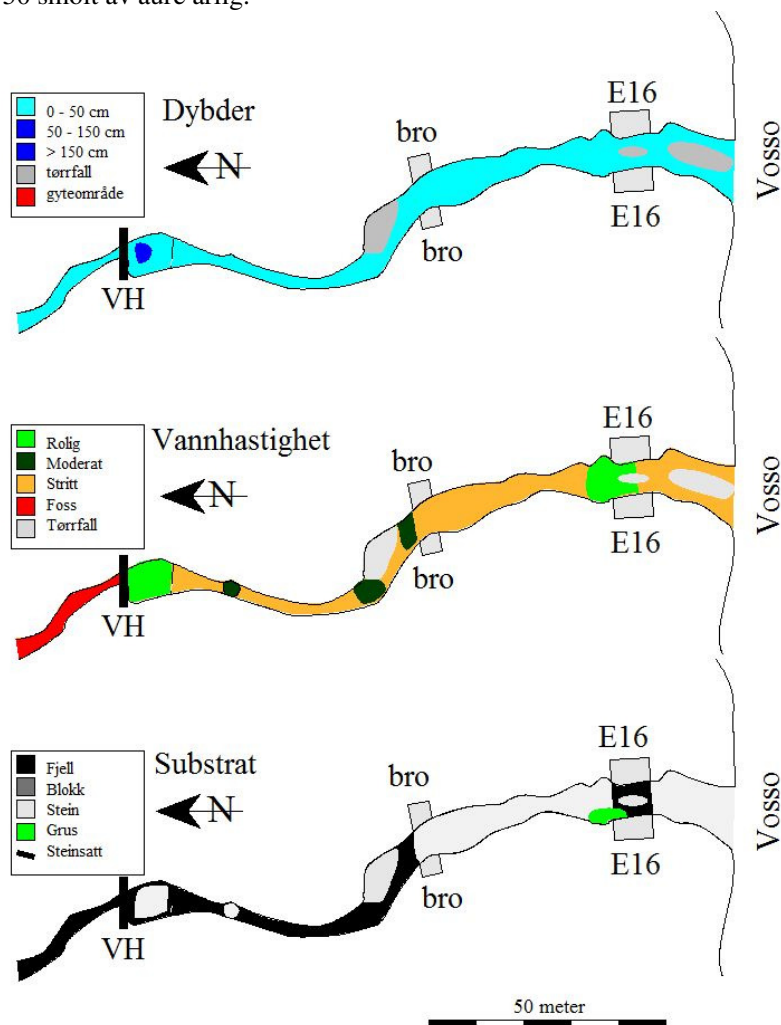 50 smolt av aure årlig.
Dybder
0 - 50 cm
50 - 150 cm
> 150 cm
tørrfall
gyteområde
N
VH
bro
bro
E16
E16
Vosso
Vannhastighet
Rolig
Moderat
Stritt
Foss
Tørrfall
N
VH
bro
bro
E16
E16
Vosso
Substrat
Fjell
Blokk
Stein
Grus
Steinsatt
N
VH
bro
bro
E16
E16
Vosso
50 meter